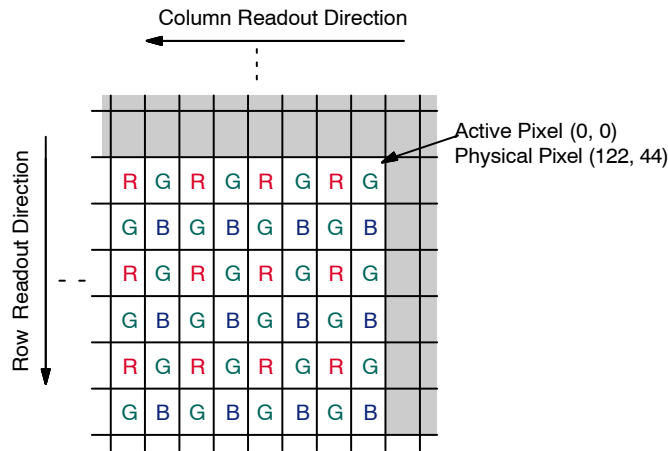 Column Readout Direction
Active Pixel (0, 0)
Physical Pixel (122, 44)
Row Readout Direction
R G R G R G R G
G B G B G B G B
R G R G R G R G
G B G B G B G B
R G R G R G R G
G B G B G B G B